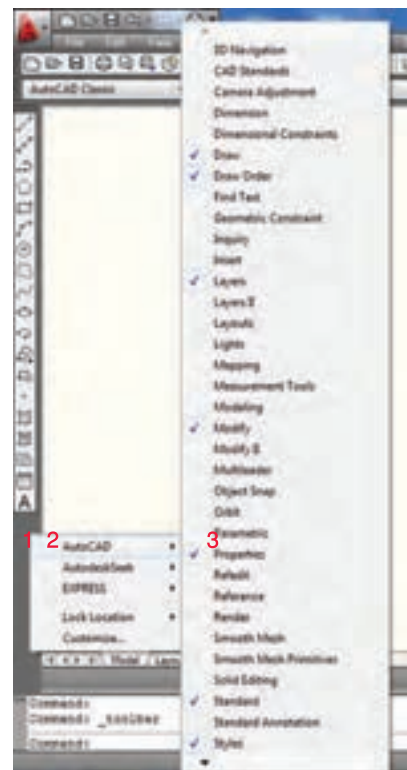 AutoCAD Classic
3D Navigation
CAD Standards
Camera Adjustment
Dimension
Dimensional Constraints
Draw
Draw Order
Find Text
Geometric Constraint
Inquiry
Insert
Layers
Layers II
Layouts
Lights
Mapping
Measurement Tools
Modeling
Modify
Modify II
Multileader
Object Snap
Orbit
Parametric
Properties
Refedit
Reference
Render
Smooth Mesh
Smooth Mesh Primitives
Solid Editing
Standard
Standard Annotation
Styles
A
1 2 3
AutoCAD
AutodeskSeek
EXPRESS
Lock Location
Customize...
Model
Command:
Command: _toolbar
Command: